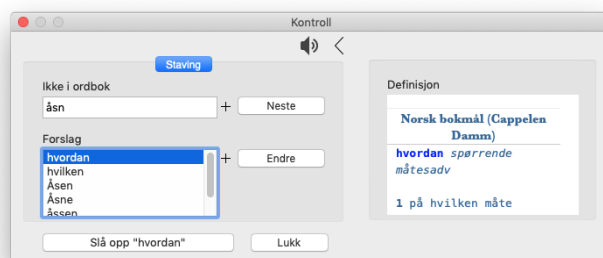 Kontroll
Staving
Ikke i ordbok
åsn
+
Neste
Forslag
hvordan
hvilken
Åsen
Åsne
åssen
+
Endre
Slå opp "hvordan"
Lukk
Definisjon
Norsk bokmål (Cappelen
Damm)
hvordan spørrende
måtesadv
1 på hvilken måte